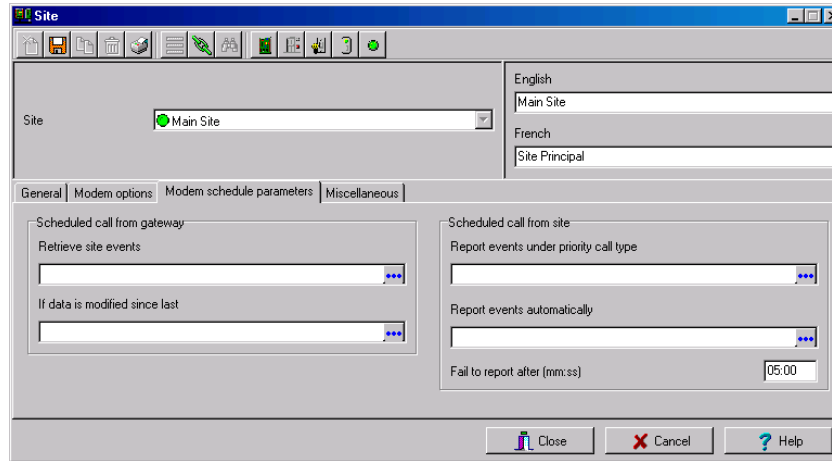 Site
English
Main Site
Site
Main Site
French
Site Principal
General
Modem options
Modem schedule parameters
Miscellaneous
Scheduled call from gateway
Retrieve site events
If data is modified since last
Scheduled call from site
Report events under priority call type
Report events automatically
Fail to report after (mm:ss)
05:00
Close
Cancel
Help